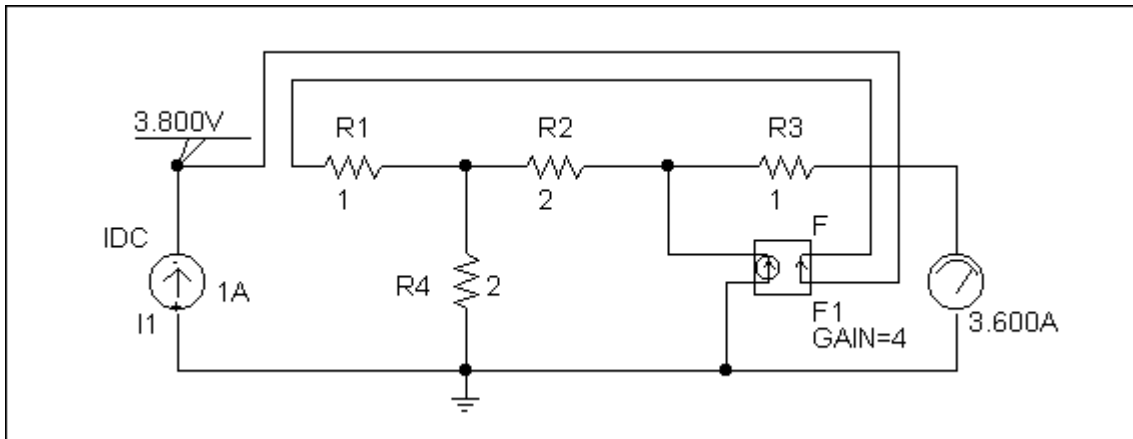 3.800V
R1
R2
R3
1
2
1
IDC
F
R4
2
1A
I1
F1
GAIN=4
3.600A